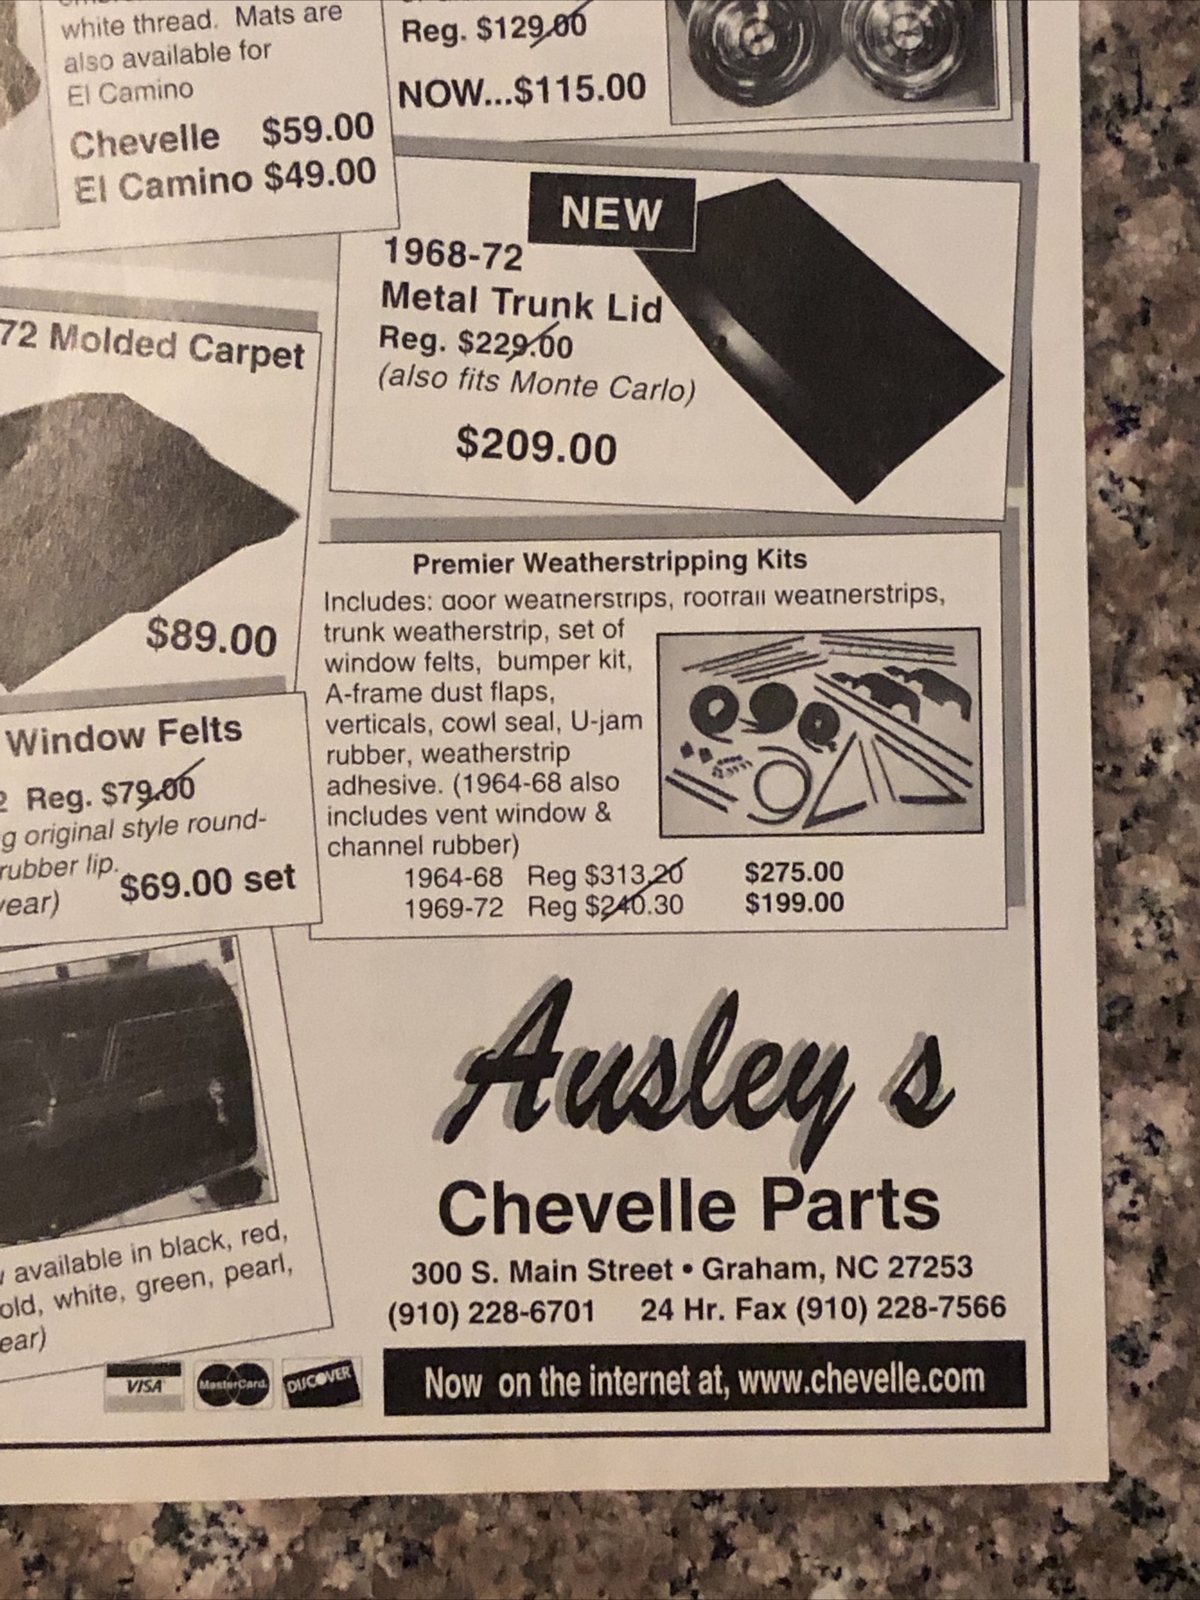 white thread. Mats are
also available for
El Camino
Chevelle $59.00
El Camino $49.00
Reg. $129.00
NOW...$115.00
NEW
1968-72
Metal Trunk Lid
Reg. $229.00
(also fits Monte Carlo)
$209.00
72 Molded Carpet
$89.00
Window Felts
2 Reg. $79.00
g original style round-
rubber lip.
year)
$69.00 set
Premier Weatherstripping Kits
Includes: door weatherstrips, roofrail weatherstrips,
trunk weatherstrip, set of
window felts, bumper kit,
A-frame dust flaps,
verticals, cowl seal, U-jam
rubber, weatherstrip
adhesive. (1964-68 also
includes vent window &
channel rubber)
1964-68 Reg $313.20 $275.00
1969-72 Reg $240.30 $199.00
available in black, red,
old, white, green, pearl,
ear)
VISA
MasterCard
DISCOVER
Ausley's
Chevelle Parts
300 S. Main Street • Graham, NC 27253
(910) 228-6701 24 Hr. Fax (910) 228-7566
Now on the internet at, www.chevelle.com